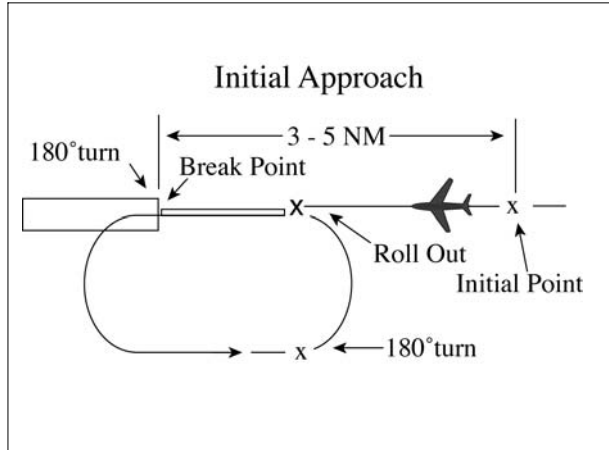 Initial Approach
3 - 5 NM
180°turn
Break Point
x
x
Roll Out
Initial Point
x
180°turn